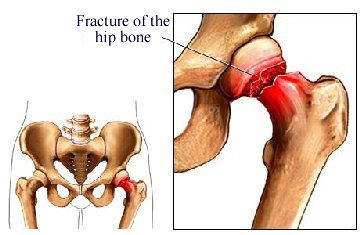 Fracture of the
hip bone